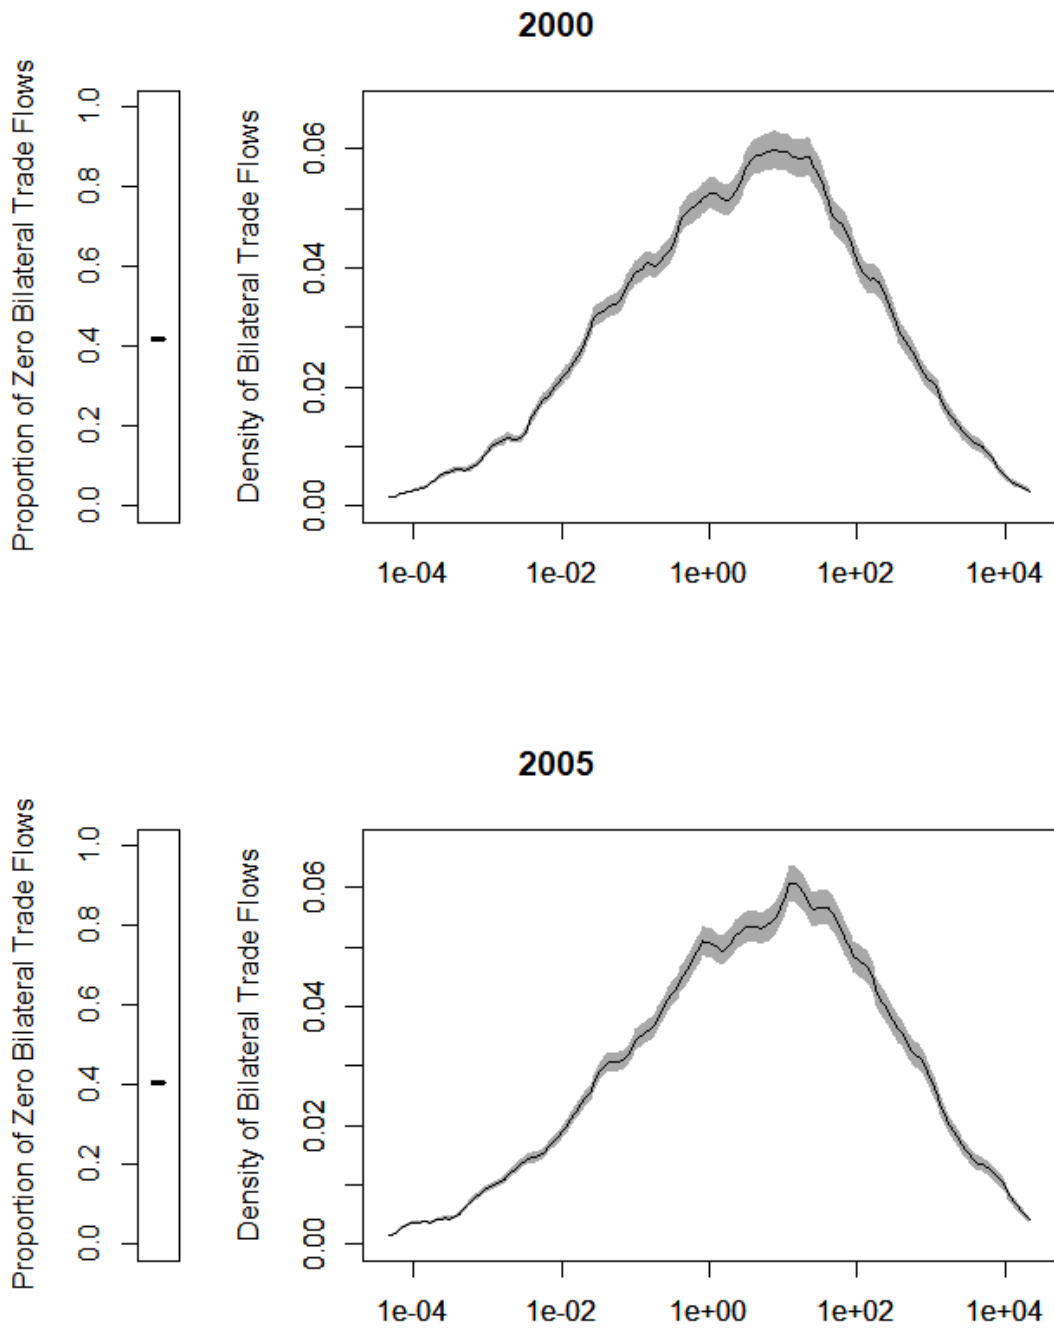 2000
Proportion of Zero Bilateral Trade Flows
0.0 0.2 0.4 0.6 0.8 1.0
Density of Bilateral Trade Flows
0.00 0.02 0.04 0.06
1e-04 1e-02 1e+00 1e+02 1e+04
2005
Proportion of Zero Bilateral Trade Flows
0.0 0.2 0.4 0.6 0.8 1.0
Density of Bilateral Trade Flows
0.00 0.02 0.04 0.06
1e-04 1e-02 1e+00 1e+02 1e+04